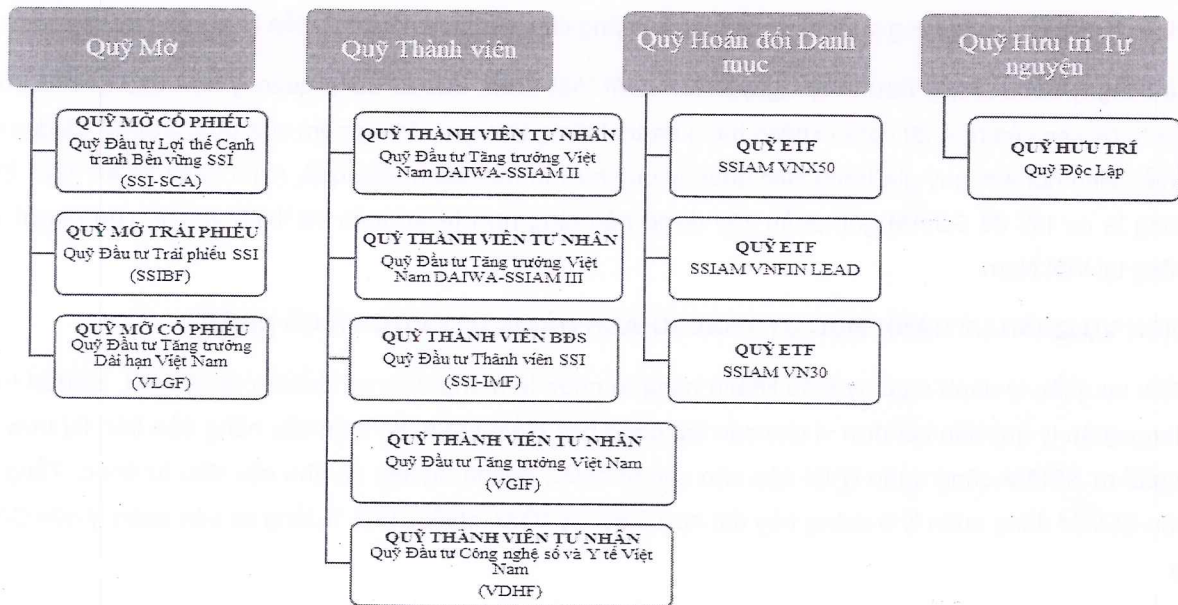 Quỹ Mở
QUỸ MỞ CỔ PHIẾU
Quỹ Đầu tư Lợi thế Cạnh
tranh Bền vững SSI
(SSI-SCA)
QUỸ MỞ TRÁI PHIẾU
Quỹ Đầu tư Trái phiếu SSI
(SSIBF)
QUỸ MỞ CỔ PHIẾU
Quỹ Đầu tư Tăng trưởng
Dài hạn Việt Nam
(VLGF)
Quỹ Thành viên
QUỸ THÀNH VIÊN TƯ NHÂN
Quỹ Đầu tư Tăng trưởng Việt
Nam DAIWA-SSIAM II
QUỸ THÀNH VIÊN TƯ NHÂN
Quỹ Đầu tư Tăng trưởng Việt
Nam DAIWA-SSIAM III
QUỸ THÀNH VIÊN BĐS
Quỹ Đầu tư Thành viên SSI
(SSI-IMF)
QUỸ THÀNH VIÊN TƯ NHÂN
Quỹ Đầu tư Tăng trưởng Việt Nam
(VGIF)
QUỸ THÀNH VIÊN TƯ NHÂN
Quỹ Đầu tư Công nghệ số và Y tế Việt
Nam
(VDHF)
Quỹ Hoán đổi Danh
mục
QUỸ ETF
SSIAM VNX50
QUỸ ETF
SSIAM VNFIN LEAD
QUỸ ETF
SSIAM VN30
Quỹ Hưu trí Tự
nguyện
QUỸ HƯU TRÍ
Quỹ Độc Lập